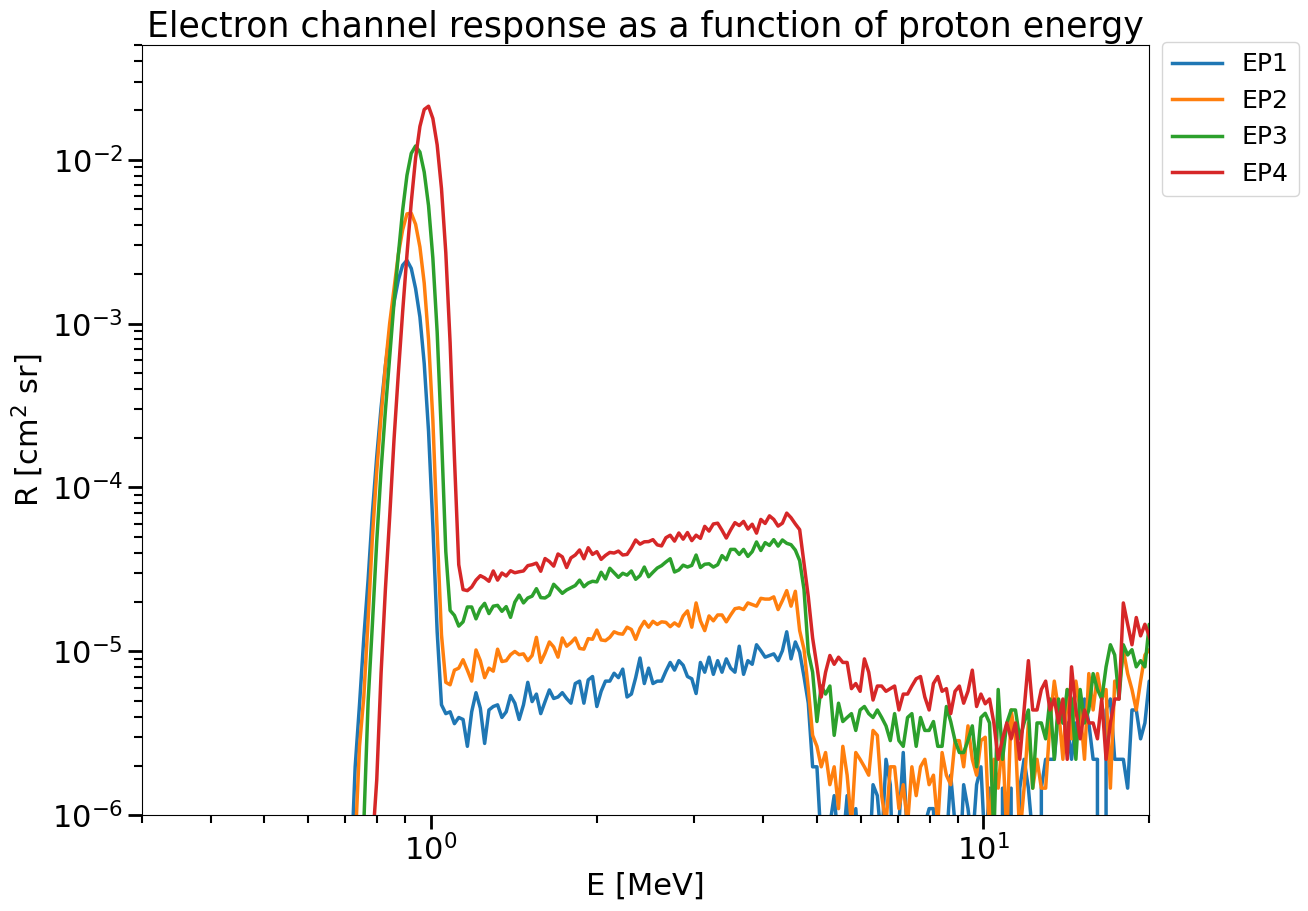 Electron channel response as a function of proton energy
EP1
EP2
EP3
EP4
R [cm² sr]
10⁻²
10⁻³
10⁻⁴
10⁻⁵
10⁻⁶
10⁰
10¹
E [MeV]